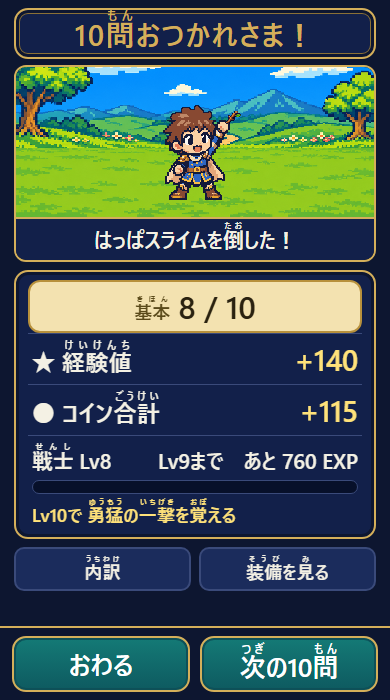 10問おつかれさま！
はっぱスライムを倒した！
基本 8 / 10
★ 経験値 +140
● コイン合計 +115
戦士 Lv8 Lv9まで あと 760 EXP
Lv10で 勇猛の一撃を覚える
内訳 装備を見る
おわる 次の10問